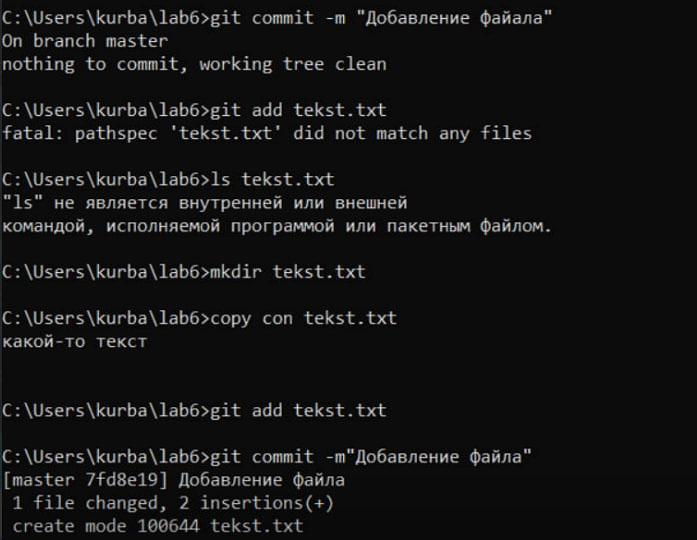 C:\Users\kurba\lab6>git commit -m "Добавление файала"
On branch master
nothing to commit, working tree clean
C:\Users\kurba\lab6>git add tekst.txt
fatal: pathspec 'tekst.txt' did not match any files
C:\Users\kurba\lab6>ls tekst.txt
"ls" не является внутренней или внешней
командой, исполняемой программой или пакетным файлом.
C:\Users\kurba\lab6>mkdir tekst.txt
C:\Users\kurba\lab6>copy con tekst.txt
какой-то текст
C:\Users\kurba\lab6>git add tekst.txt
C:\Users\kurba\lab6>git commit -m"Добавление файла"
[master 7fd8e19] Добавление файла
1 file changed, 2 insertions(+)
create mode 100644 tekst.txt